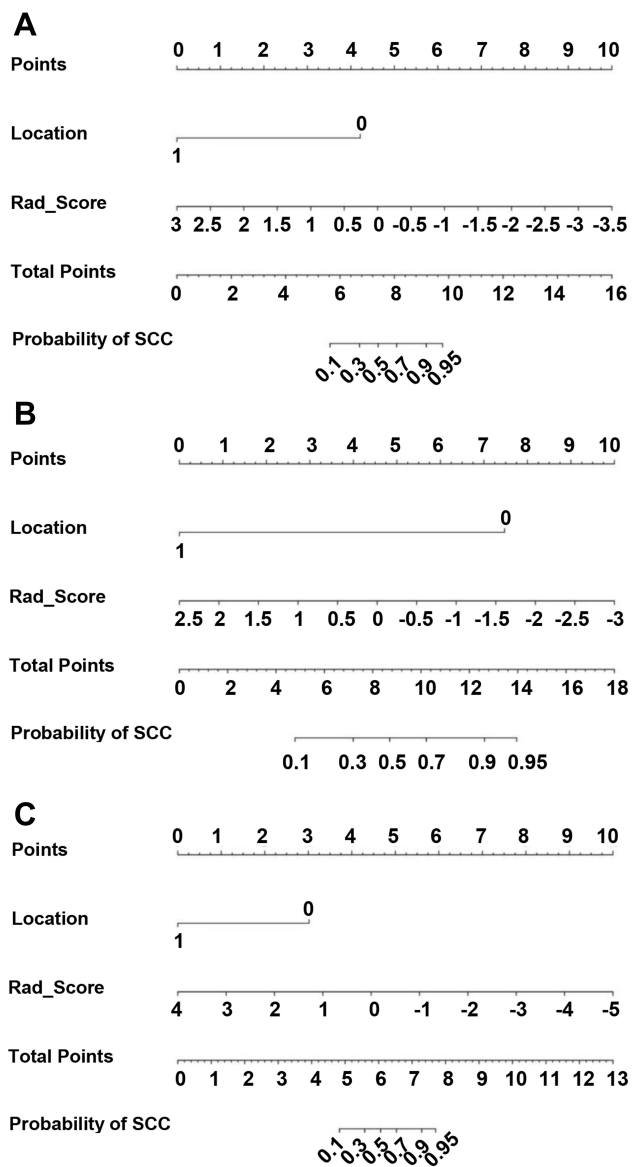 A
0 1 2 3 4 5 6 7 8 9 10
Points
0
Location
1
Rad_Score
3 2.5 2 1.5 1 0.5 0 -0.5 -1 -1.5 -2 -2.5 -3 -3.5
Total Points
0 2 4 6 8 10 12 14 16
Probability of SCC
0.1 0.3 0.5 0.7 0.9 0.95
B
0 1 2 3 4 5 6 7 8 9 10
Points
0
Location
1
Rad_Score
2.5 2 1.5 1 0.5 0 -0.5 -1 -1.5 -2 -2.5 -3
Total Points
0 2 4 6 8 10 12 14 16 18
Probability of SCC
0.1 0.3 0.5 0.7 0.9 0.95
C
0 1 2 3 4 5 6 7 8 9 10
Points
0
Location
1
Rad_Score
4 3 2 1 0 -1 -2 -3 -4 -5
Total Points
0 1 2 3 4 5 6 7 8 9 10 11 12 13
Probability of SCC
0.1 0.3 0.5 0.7 0.9 0.95